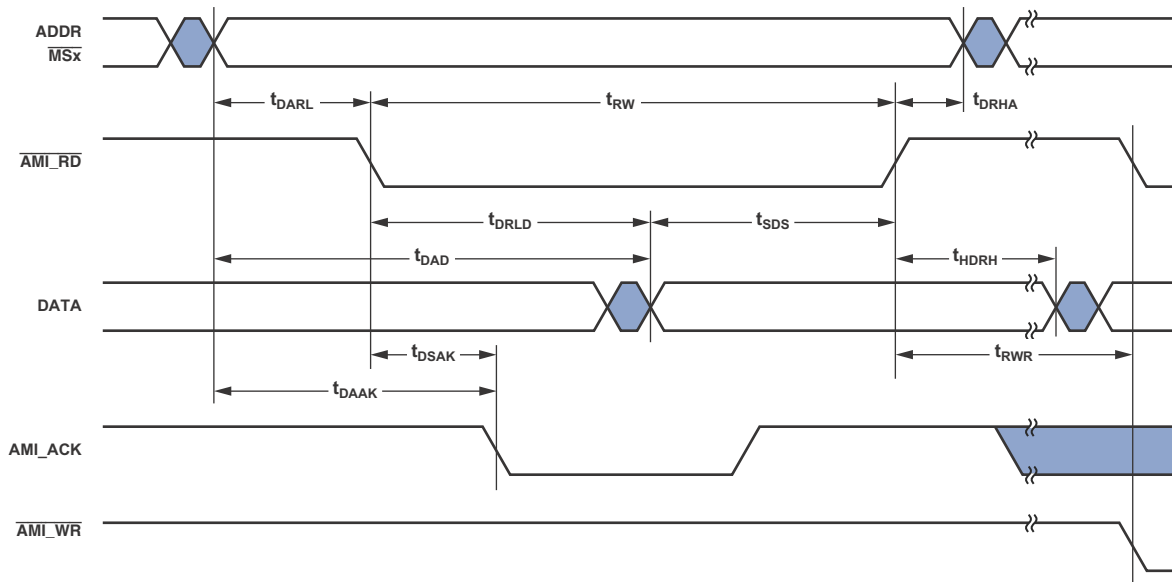 ADDR
MSx
tDARL
tRW
tDRHA
AMI_RD
tDRLD
tSDS
tDAD
tHDRH
DATA
tDSAK
tRWR
tDAAK
AMI_ACK
AMI_WR